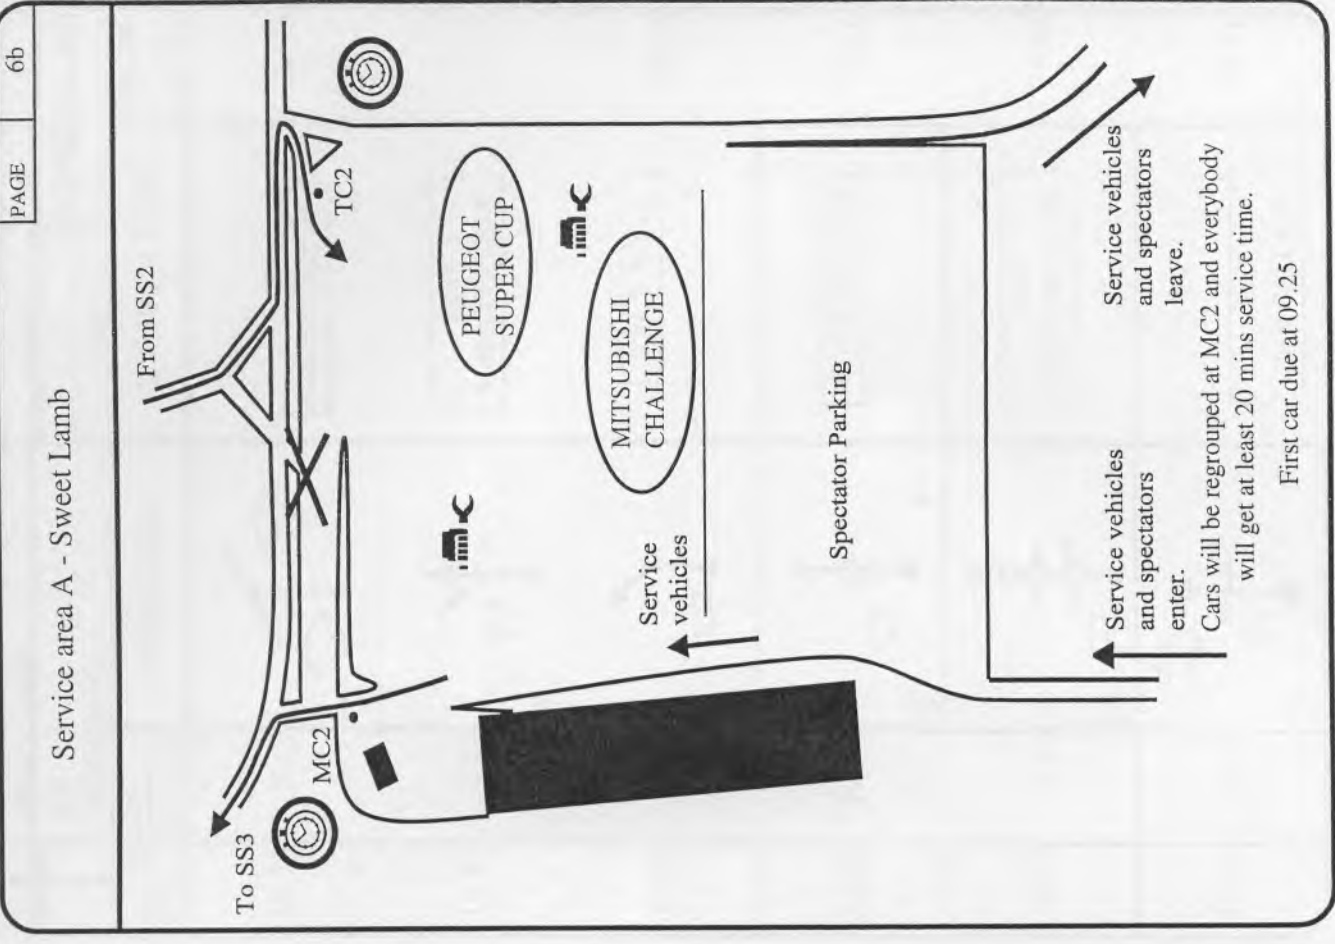 PAGE 6b
Service area A - Sweet Lamb
From SS2
To SS3
MC2
TC2
PEUGEOT
SUPER CUP
MITSUBISHI
CHALLENGE
Service
vehicles
Spectator Parking
Service vehicles
and spectators
enter.
Service vehicles
and spectators
leave.
Cars will be regrouped at MC2 and everybody
will get at least 20 mins service time.
First car due at 09.25